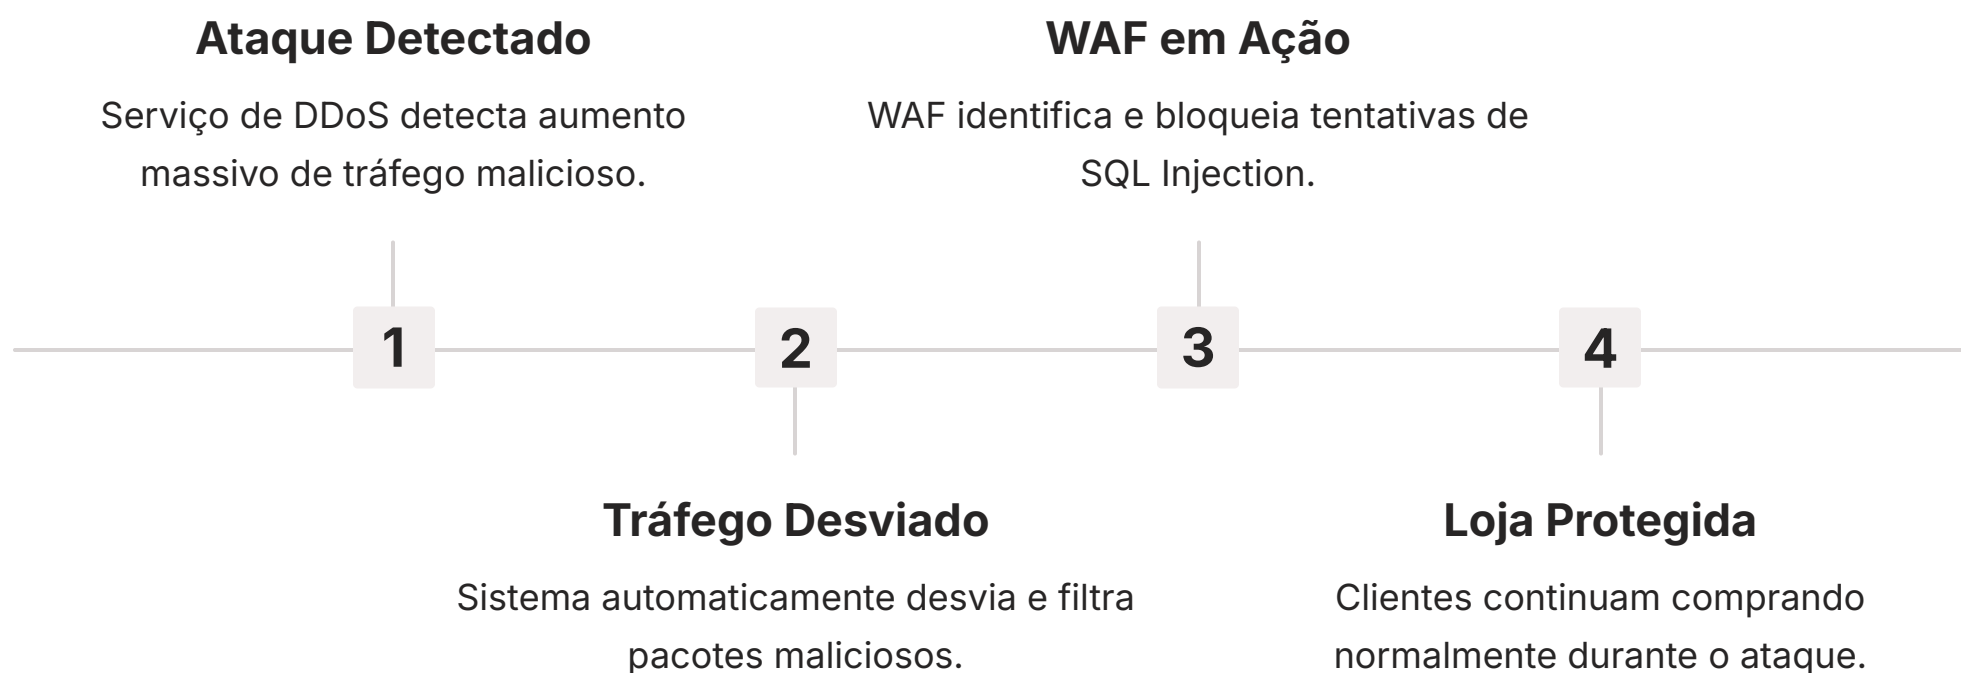 Ataque Detectado
Serviço de DDoS detecta aumento
massivo de tráfego malicioso.
1
Tráfego Desviado
Sistema automaticamente desvia e filtra
pacotes maliciosos.
2
WAF em Ação
WAF identifica e bloqueia tentativas de
SQL Injection.
3
Loja Protegida
Clientes continuam comprando
normalmente durante o ataque.
4